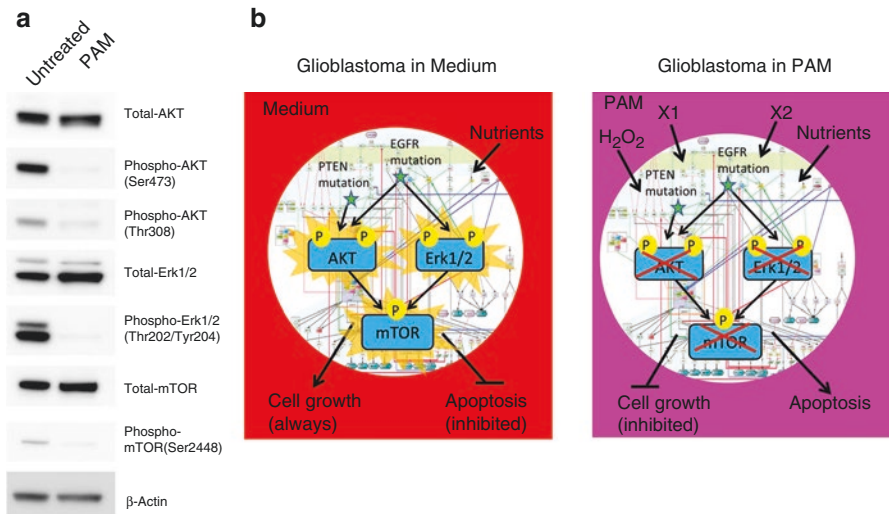 a
Untreated
PAM
Total-AKT
Phospho-AKT
(Ser473)
Phospho-AKT
(Thr308)
Total-Erk1/2
Phospho-Erk1/2
(Thr202/Tyr204)
Total-mTOR
Phospho-
mTOR(Ser2448)
β-Actin
b
Glioblastoma in Medium
Medium
Nutrients
EGFR
mutation
PTEN
mutation
P P
AKT
P P
Erk1/2
P
mTOR
Cell growth
(always)
Apoptosis
(inhibited)
Glioblastoma in PAM
PAM
X1
X2
H₂O₂
Nutrients
EGFR
mutation
PTEN
mutation
P P
AKT
P P
Erk1/2
P
mTOR
Cell growth
(inhibited)
Apoptosis